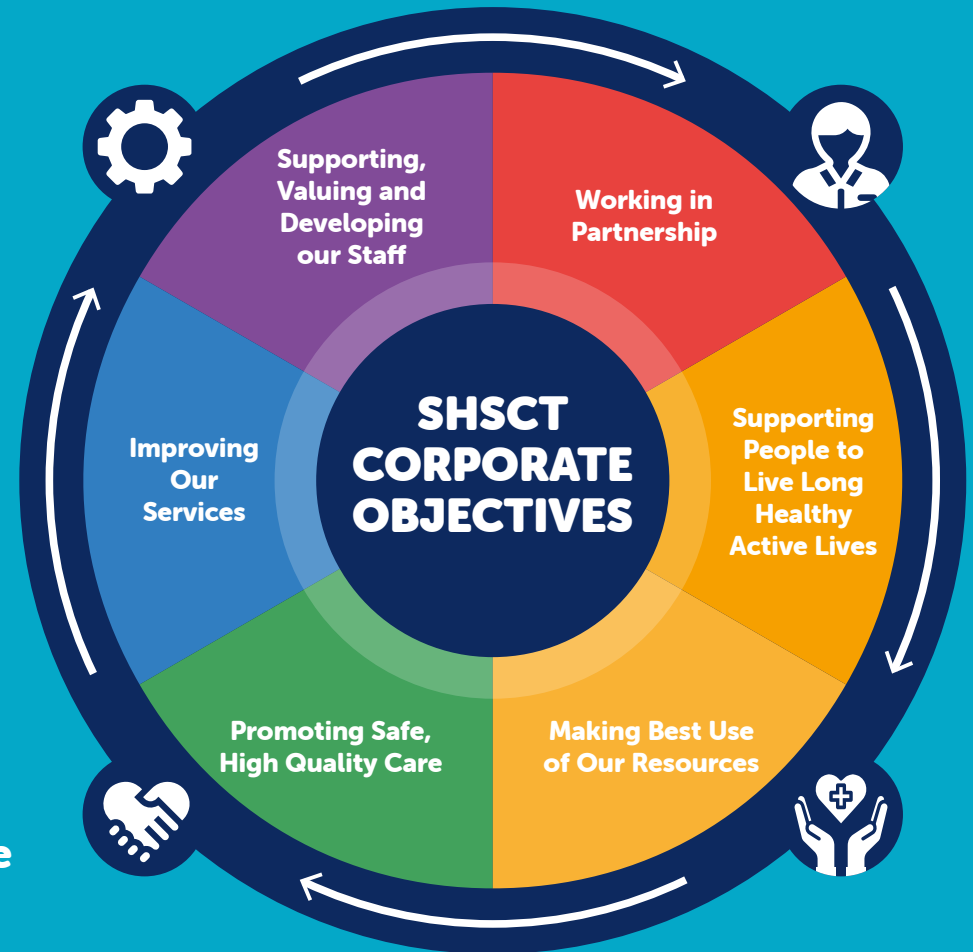 Supporting,
Valuing and
Developing
our Staff
Working in
Partnership
SHSCT
CORPORATE
OBJECTIVES
Supporting
People to
Live Long
Healthy
Active Lives
Improving
Our
Services
Promoting Safe,
High Quality Care
Making Best Use
of Our Resources
e